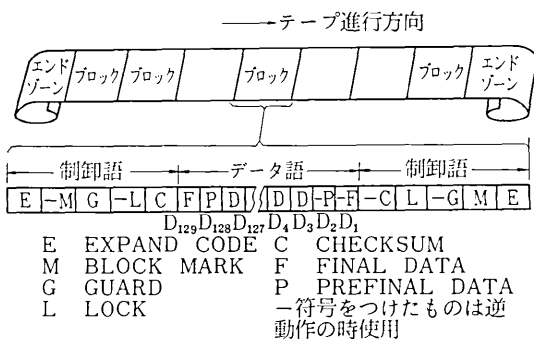 →テープ進行方向
エンドゾーン ブロック ブロック ブロック ブロック エンドゾーン
制御語 データ語 制御語
E -M G -L C F P D D D -P -F -C L -G M E
D₁₂₉ D₁₂₈ D₁₂₇ D₄ D₃ D₂ D₁
E EXPAND CODE C CHECKSUM
M BLOCK MARK F FINAL DATA
G GUARD P PREFINAL DATA
L LOCK －符号をつけたものは逆
動作の時使用